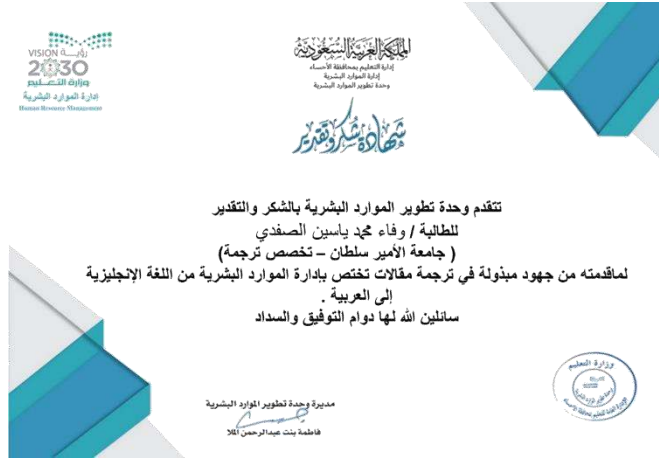 المملكة العربية السعودية
إدارة التعليم بمحافظة الأحساء
إدارة الموارد البشرية
وحدة تطوير الموارد البشرية
VISION رؤيـــة
2030
وزارة التعـــليم
إدارة الموارد البشرية
Human Resource Management
شهادة شكر وتقدير
تتقدم وحدة تطوير الموارد البشرية بالشكر والتقدير
للطالبة / وفاء محمد ياسين الصفدي
( جامعة الأمير سلطان – تخصص ترجمة)
لماقدمته من جهود مبذولة في ترجمة مقالات تختص بإدارة الموارد البشرية من اللغة الإنجليزية
إلى العربية .
سائلين الله لها دوام التوفيق والسداد
وزارة التعليم
مديرة وحدة تطوير الموارد البشرية
فاطمة بنت عبدالرحمن الملا